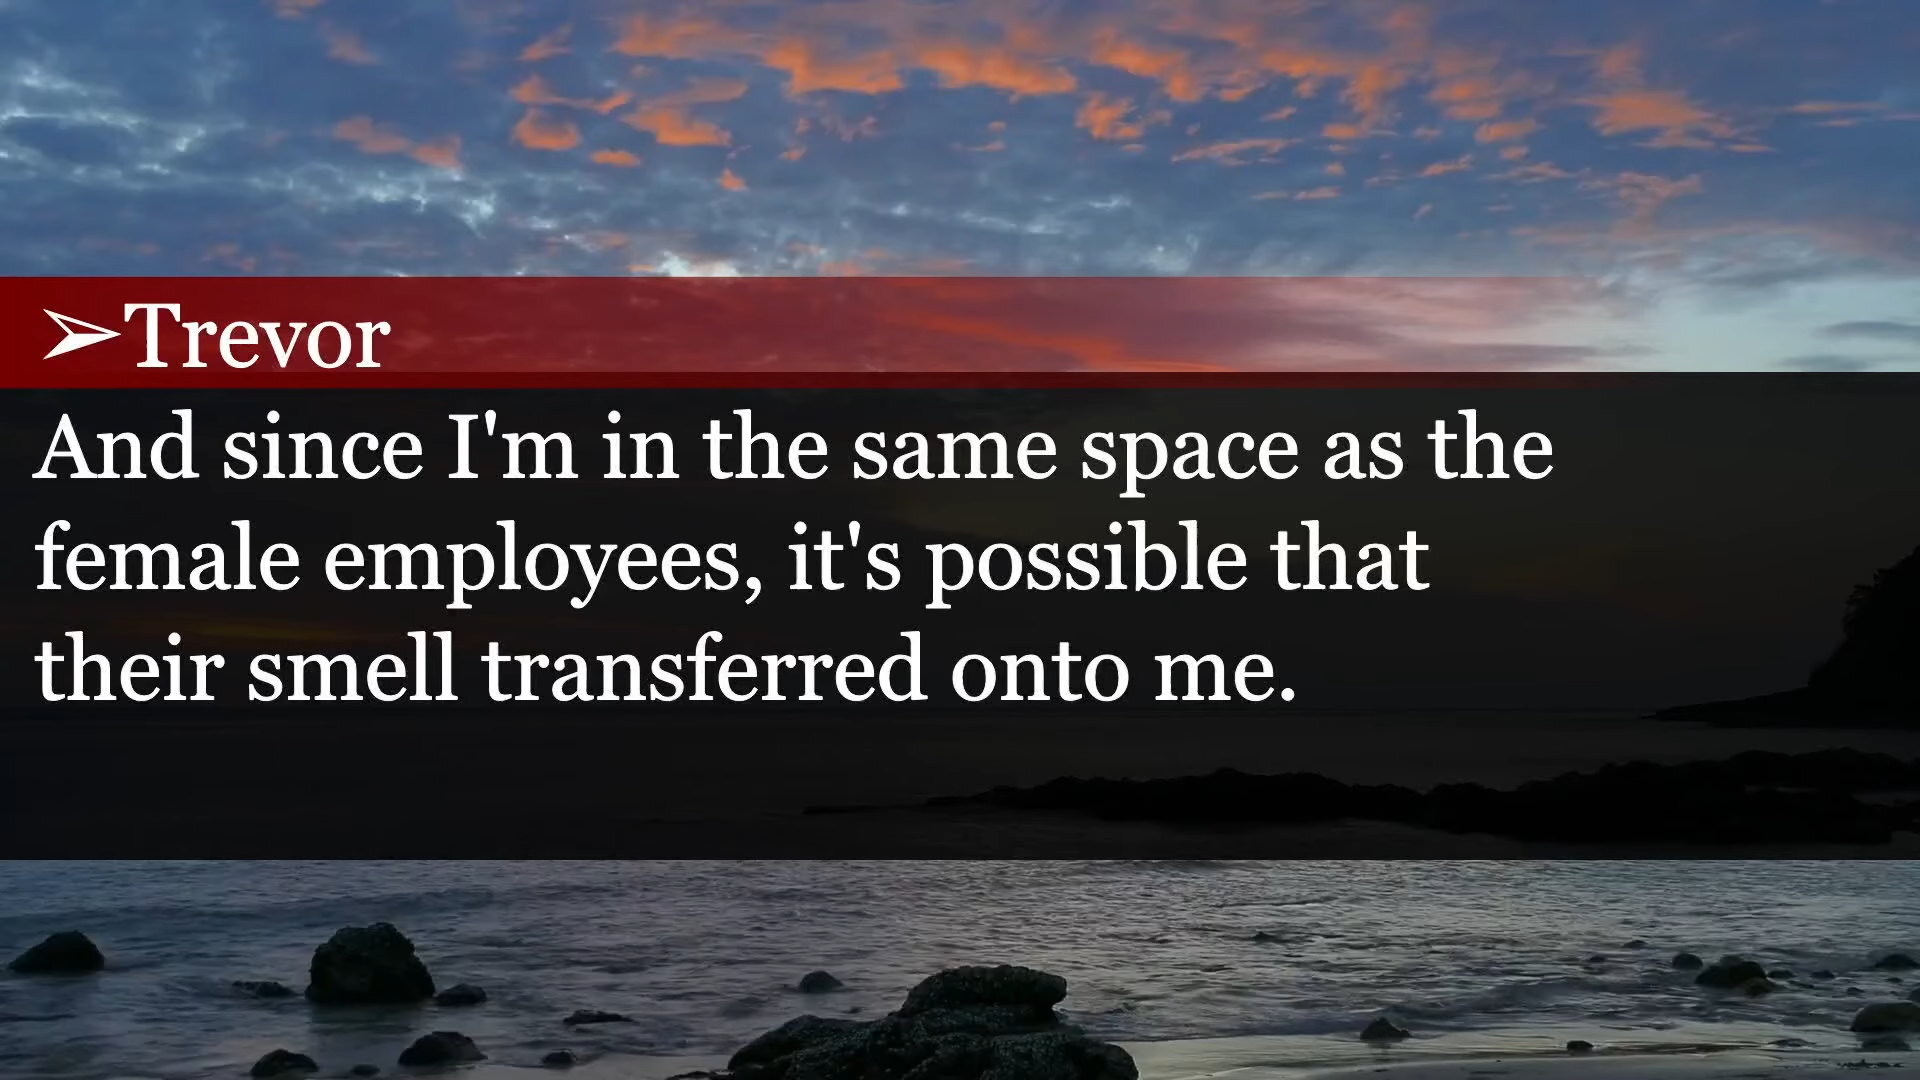 ➢Trevor
And since I'm in the same space as the
female employees, it's possible that
their smell transferred onto me.